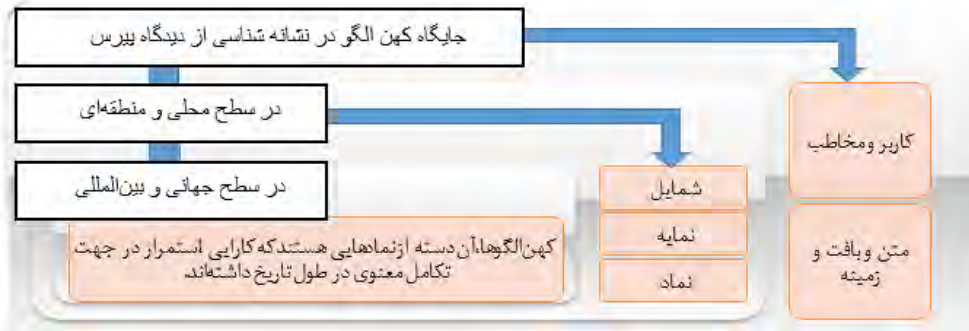 جایگاه کهن الگو در نشانه شناسی از دیدگاه پیرس
در سطح محلی و منطقه‌ای
در سطح جهانی و بین‌المللی
کاربر ومخاطب
متن وبافت و
زمینه
شمایل
نمایه
نماد
کهن‌الگوها،آن دسته ازنمادهایی هستندکه کارایی استمرار در جهت
تکامل معنوی در طول تاریخ داشته‌اند.